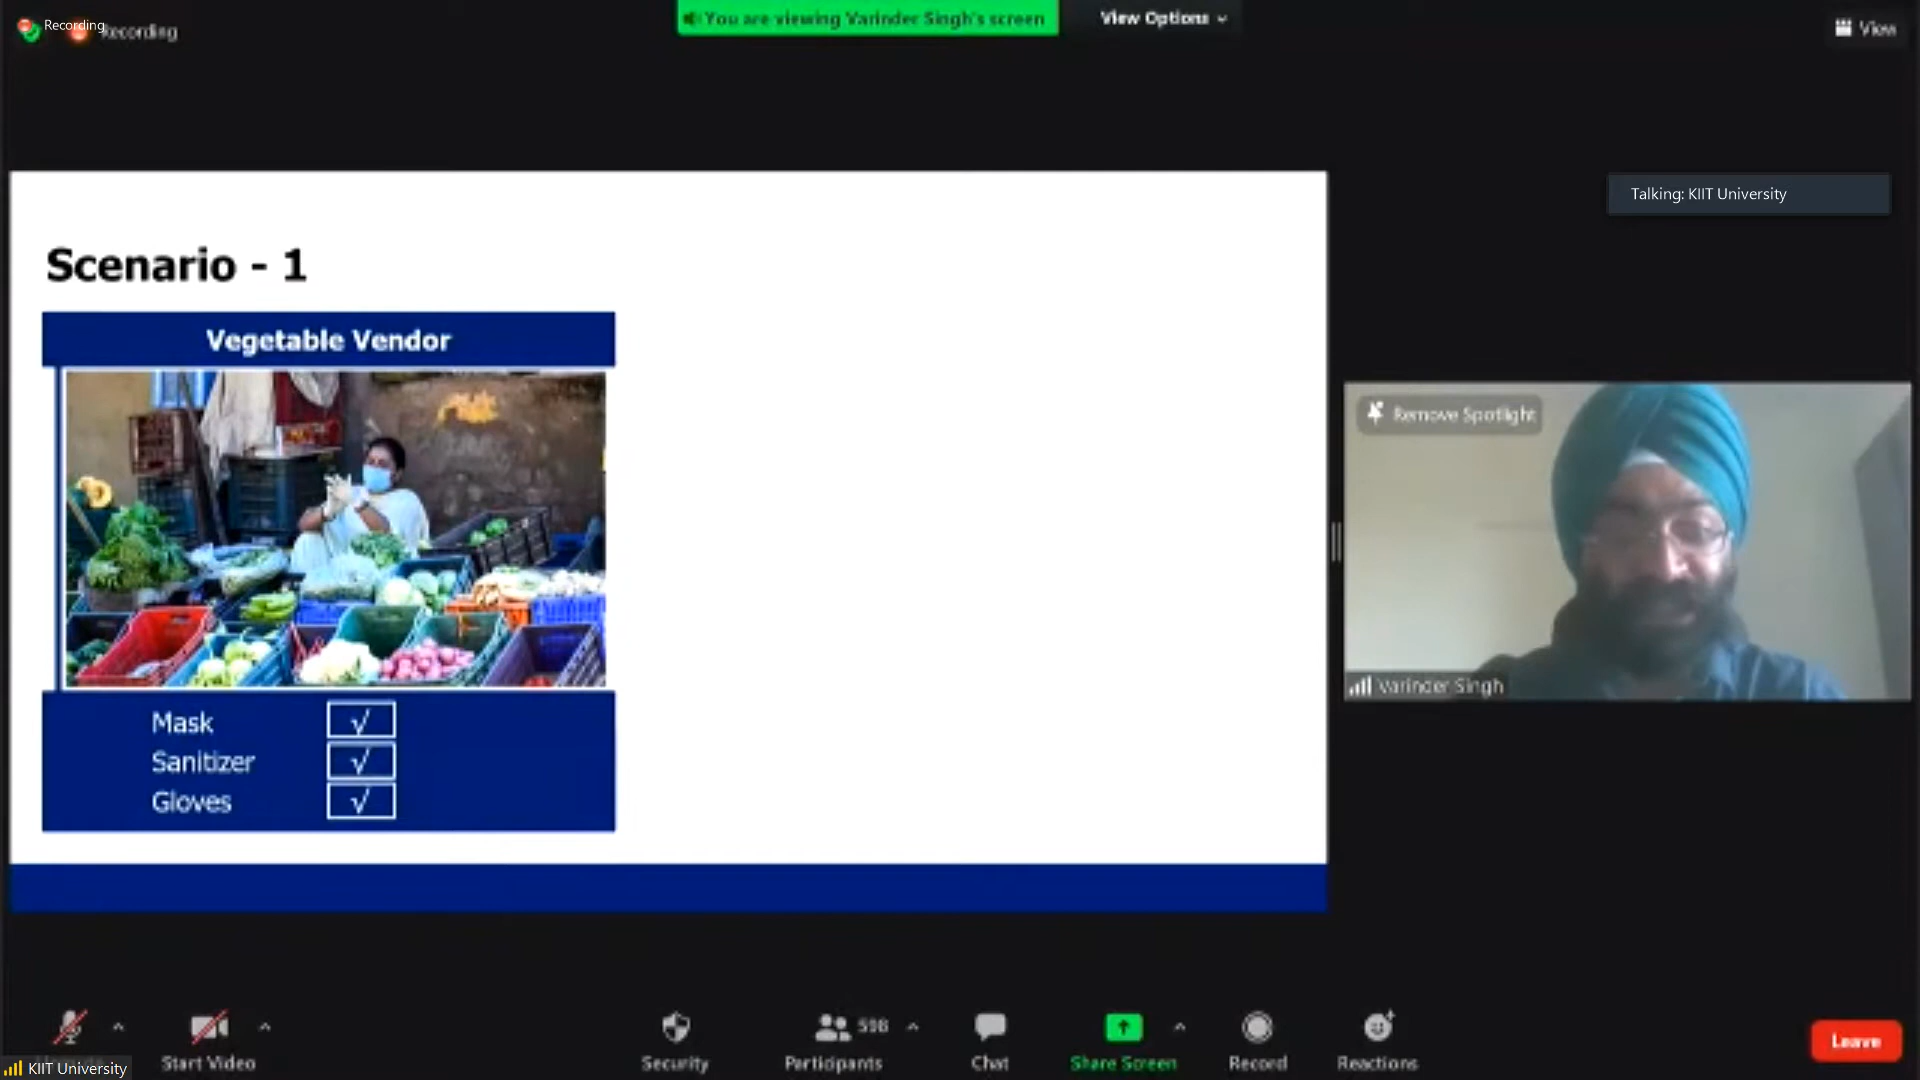 Recording
Recording
You are viewing Varinder Singh's screen
View Options
View
Talking: KIIT University
Scenario - 1
Vegetable Vendor
Mask √
Sanitizer √
Gloves √
Remove Spotlight
Varinder Singh
598
Start Video
Security
Participants
Chat
Share Screen
Record
Reactions
Leave
KIIT University